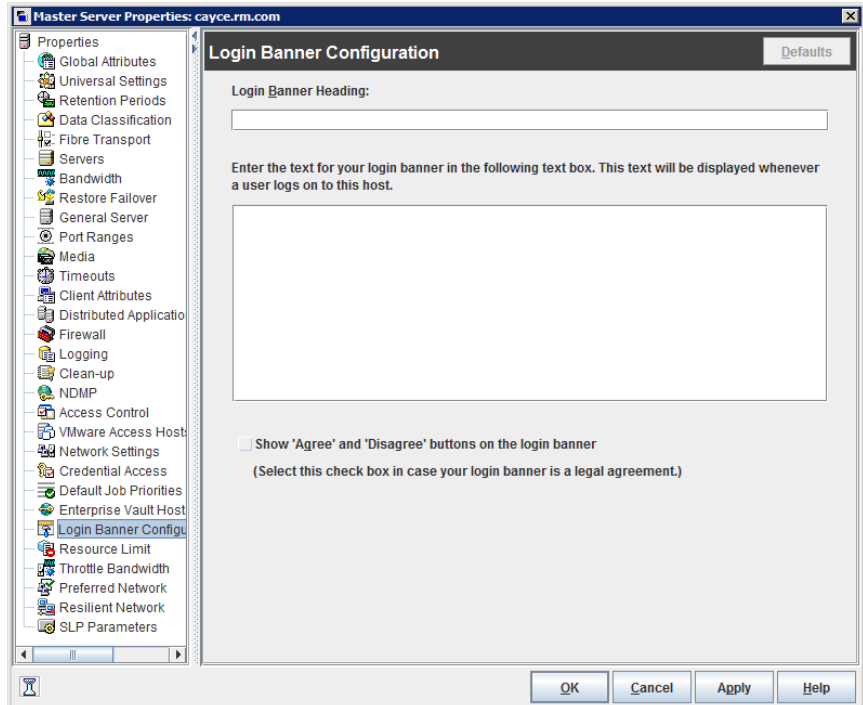 Master Server Properties: cayce.rm.com
Properties
Global Attributes
Universal Settings
Retention Periods
Data Classification
Fibre Transport
Servers
Bandwidth
Restore Failover
General Server
Port Ranges
Media
Timeouts
Client Attributes
Distributed Applicatio
Firewall
Logging
Clean-up
NDMP
Access Control
VMware Access Hosts
Network Settings
Credential Access
Default Job Priorities
Enterprise Vault Host
Login Banner Configu
Resource Limit
Throttle Bandwidth
Preferred Network
Resilient Network
SLP Parameters
Login Banner Configuration
Defaults
Login Banner Heading:
Enter the text for your login banner in the following text box. This text will be displayed whenever
a user logs on to this host.
Show 'Agree' and 'Disagree' buttons on the login banner
(Select this check box in case your login banner is a legal agreement.)
OK
Cancel
Apply
Help